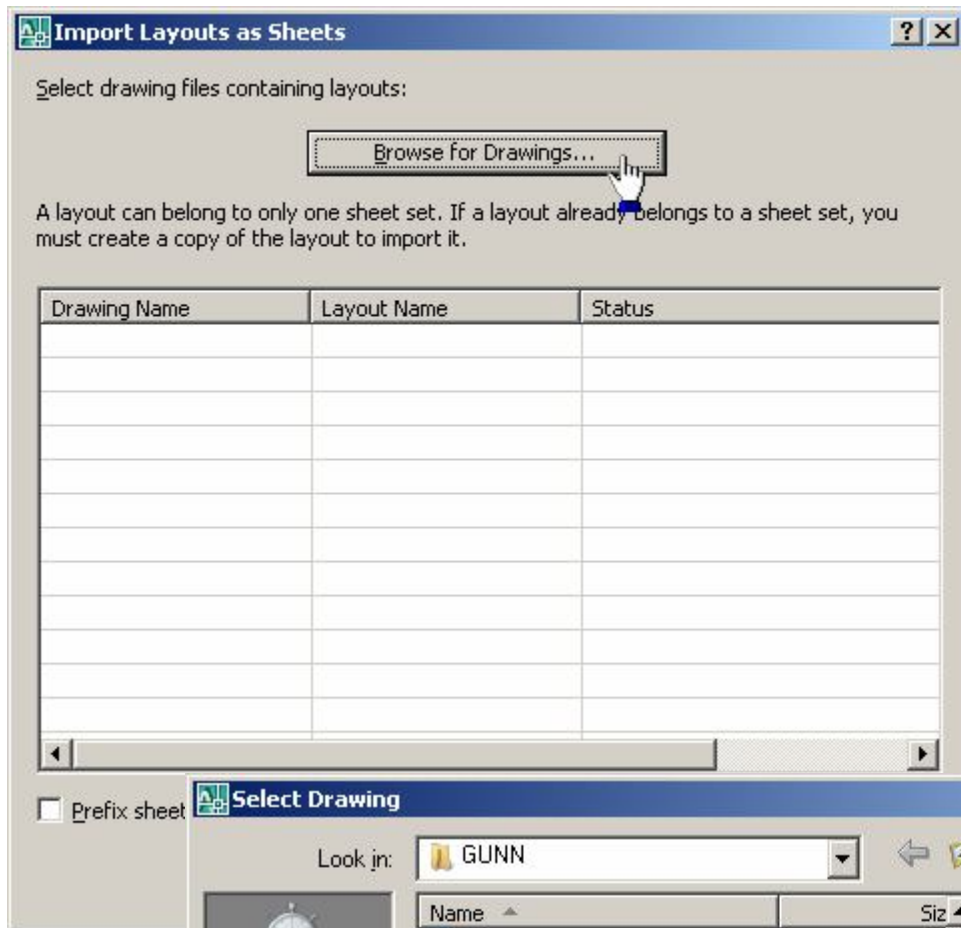 Import Layouts as Sheets
Select drawing files containing layouts:
Browse for Drawings...
A layout can belong to only one sheet set. If a layout already belongs to a sheet set, you
must create a copy of the layout to import it.
Drawing Name Layout Name Status
Prefix sheet
Select Drawing
Look in: GUNN
Name Siz